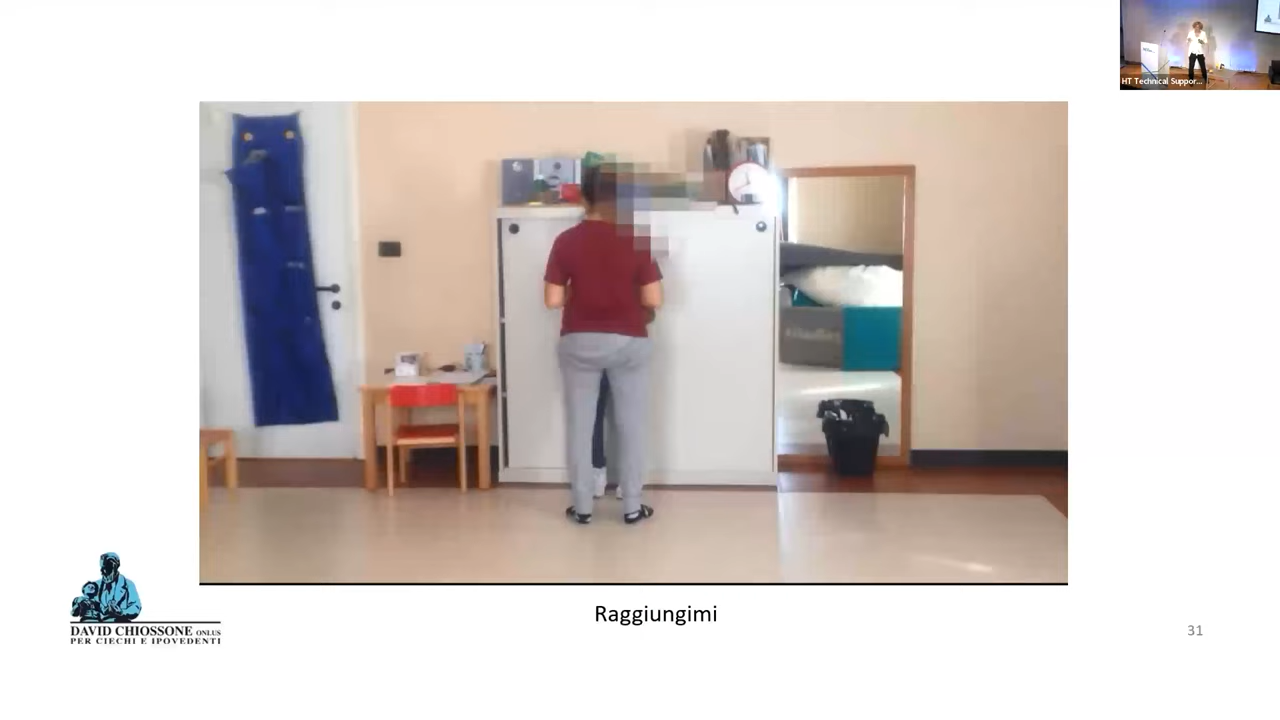 HT Technical Suppor...
Raggiungimi
DAVID CHIOSSONE ONLUS
PER CIECHI E IPOVEDENTI
31